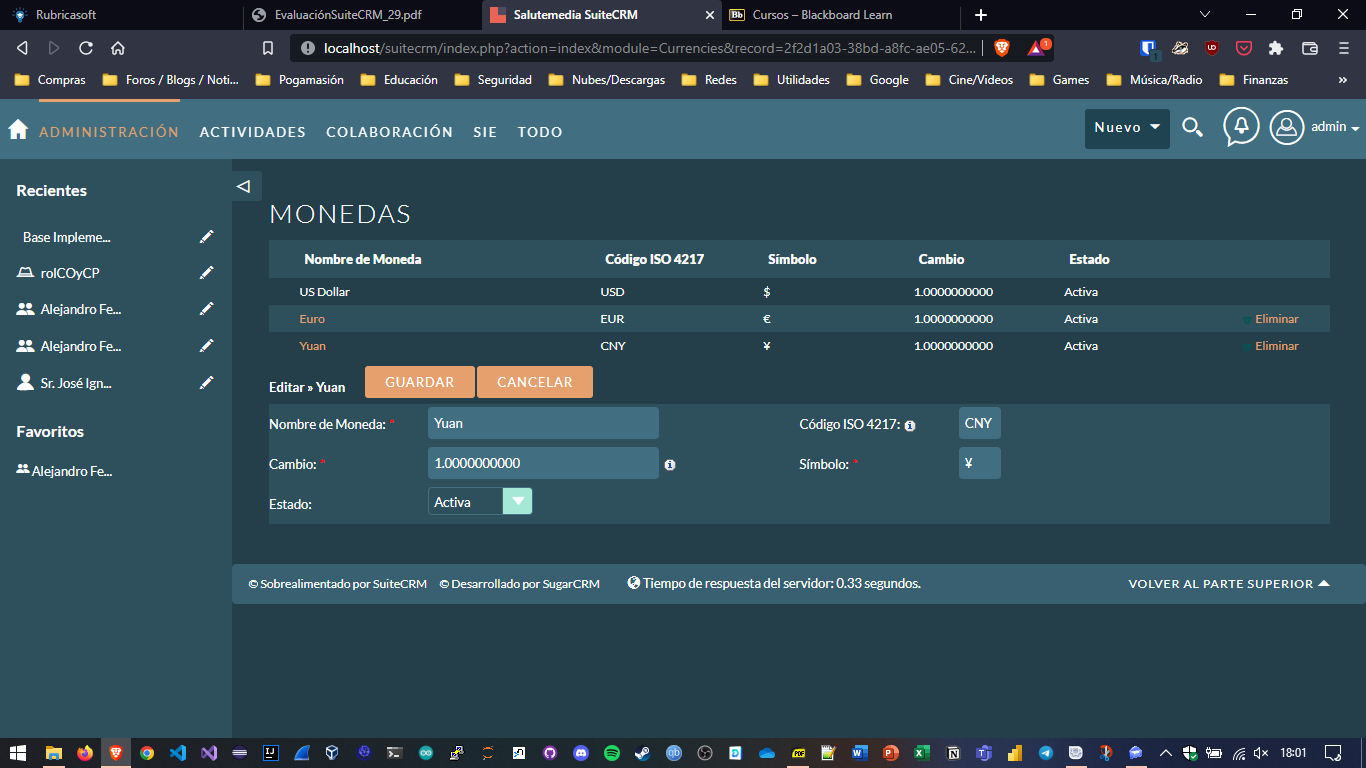 Rubricasoft
EvaluaciónSuiteCRM_29.pdf
Salutemedia SuiteCRM
Bb Cursos – Blackboard Learn
localhost/suitecrm/index.php?action=index&module=Currencies&record=2f2d1a03-38bd-a8fc-ae05-62...
1
1
Compras
Foros / Blogs / Noti...
Pogamasión
Educación
Seguridad
Nubes/Descargas
Redes
Utilidades
Google
Cine/Videos
Games
Música/Radio
Finanzas
»
ADMINISTRACIÓN ACTIVIDADES COLABORACIÓN SIE TODO
Nuevo
admin
Recientes
Base Impleme...
rolCOyCP
Alejandro Fe...
Alejandro Fe...
Sr. José Ign...
Favoritos
Alejandro Fe...
MONEDAS
Nombre de Moneda Código ISO 4217 Símbolo Cambio Estado
US Dollar USD $ 1.0000000000 Activa
Euro EUR € 1.0000000000 Activa Eliminar
Yuan CNY ¥ 1.0000000000 Activa Eliminar
Editar » Yuan GUARDAR CANCELAR
Nombre de Moneda: * Yuan Código ISO 4217: CNY
Cambio: * 1.0000000000 Símbolo: * ¥
Estado: Activa
© Sobrealimentado por SuiteCRM © Desarrollado por SugarCRM Tiempo de respuesta del servidor: 0.33 segundos. VOLVER AL PARTE SUPERIOR
18:01